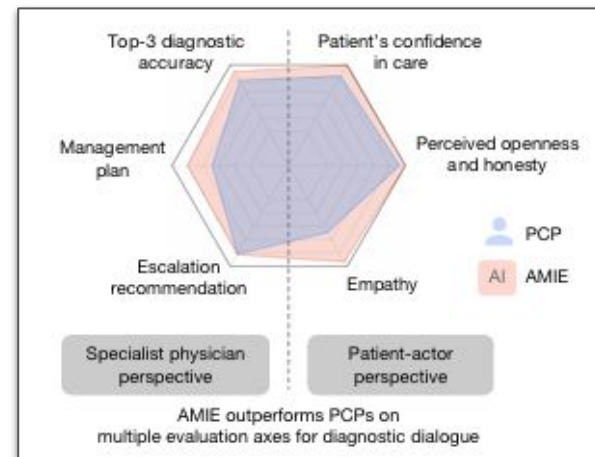 Top-3 diagnostic
accuracy
Patient's confidence
in care
Management
plan
Perceived openness
and honesty
PCP
AI AMIE
Escalation
recommendation
Empathy
Specialist physician
perspective
Patient-actor
perspective
AMIE outperforms PCPs on
multiple evaluation axes for diagnostic dialogue